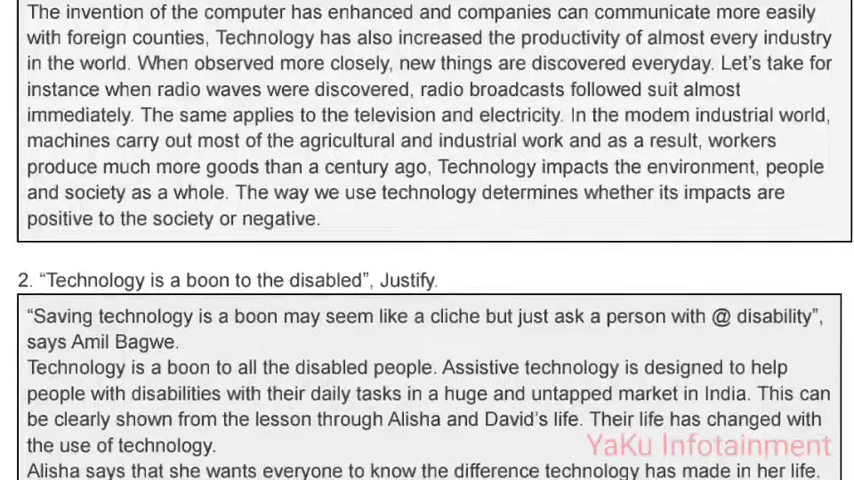 The invention of the computer has enhanced and companies can communicate more easily
with foreign counties, Technology has also increased the productivity of almost every industry
in the world. When observed more closely, new things are discovered everyday. Let's take for
instance when radio waves were discovered, radio broadcasts followed suit almost
immediately. The same applies to the television and electricity. In the modem industrial world,
machines carry out most of the agricultural and industrial work and as a result, workers
produce much more goods than a century ago, Technology impacts the environment, people
and society as a whole. The way we use technology determines whether its impacts are
positive to the society or negative.
2. “Technology is a boon to the disabled”, Justify.
“Saving technology is a boon may seem like a cliche but just ask a person with @ disability”,
says Amil Bagwe.
Technology is a boon to all the disabled people. Assistive technology is designed to help
people with disabilities with their daily tasks in a huge and untapped market in India. This can
be clearly shown from the lesson through Alisha and David's life. Their life has changed with
the use of technology.
YaKu Infotainment
Alisha says that she wants everyone to know the difference technology has made in her life.